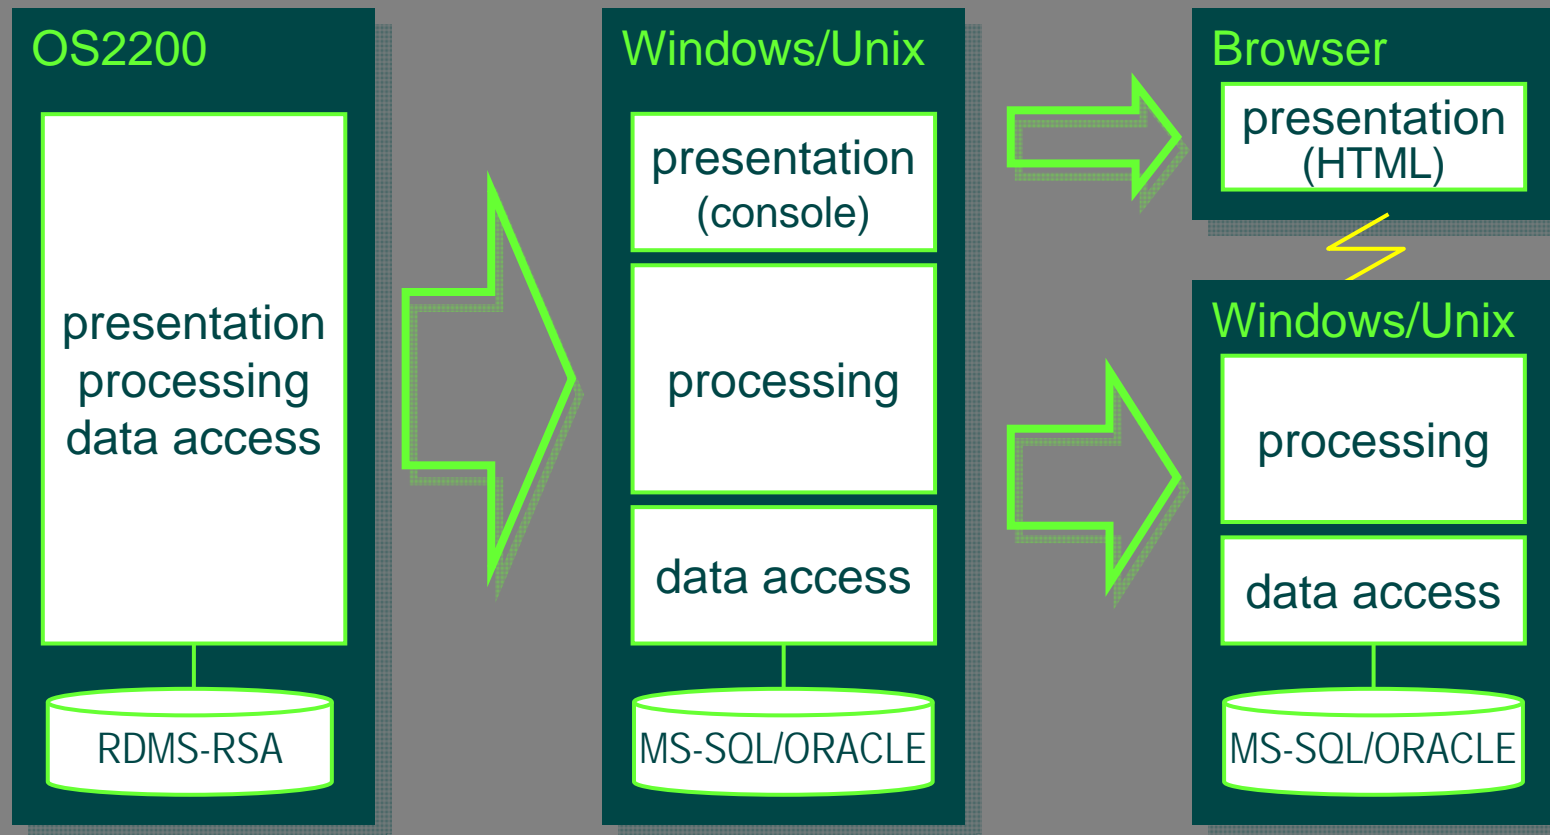 OS2200
presentation
processing
data access
RDMS-RSA
Windows/Unix
presentation
(console)
processing
data access
MS-SQL/ORACLE
Browser
presentation
(HTML)
Windows/Unix
processing
data access
MS-SQL/ORACLE